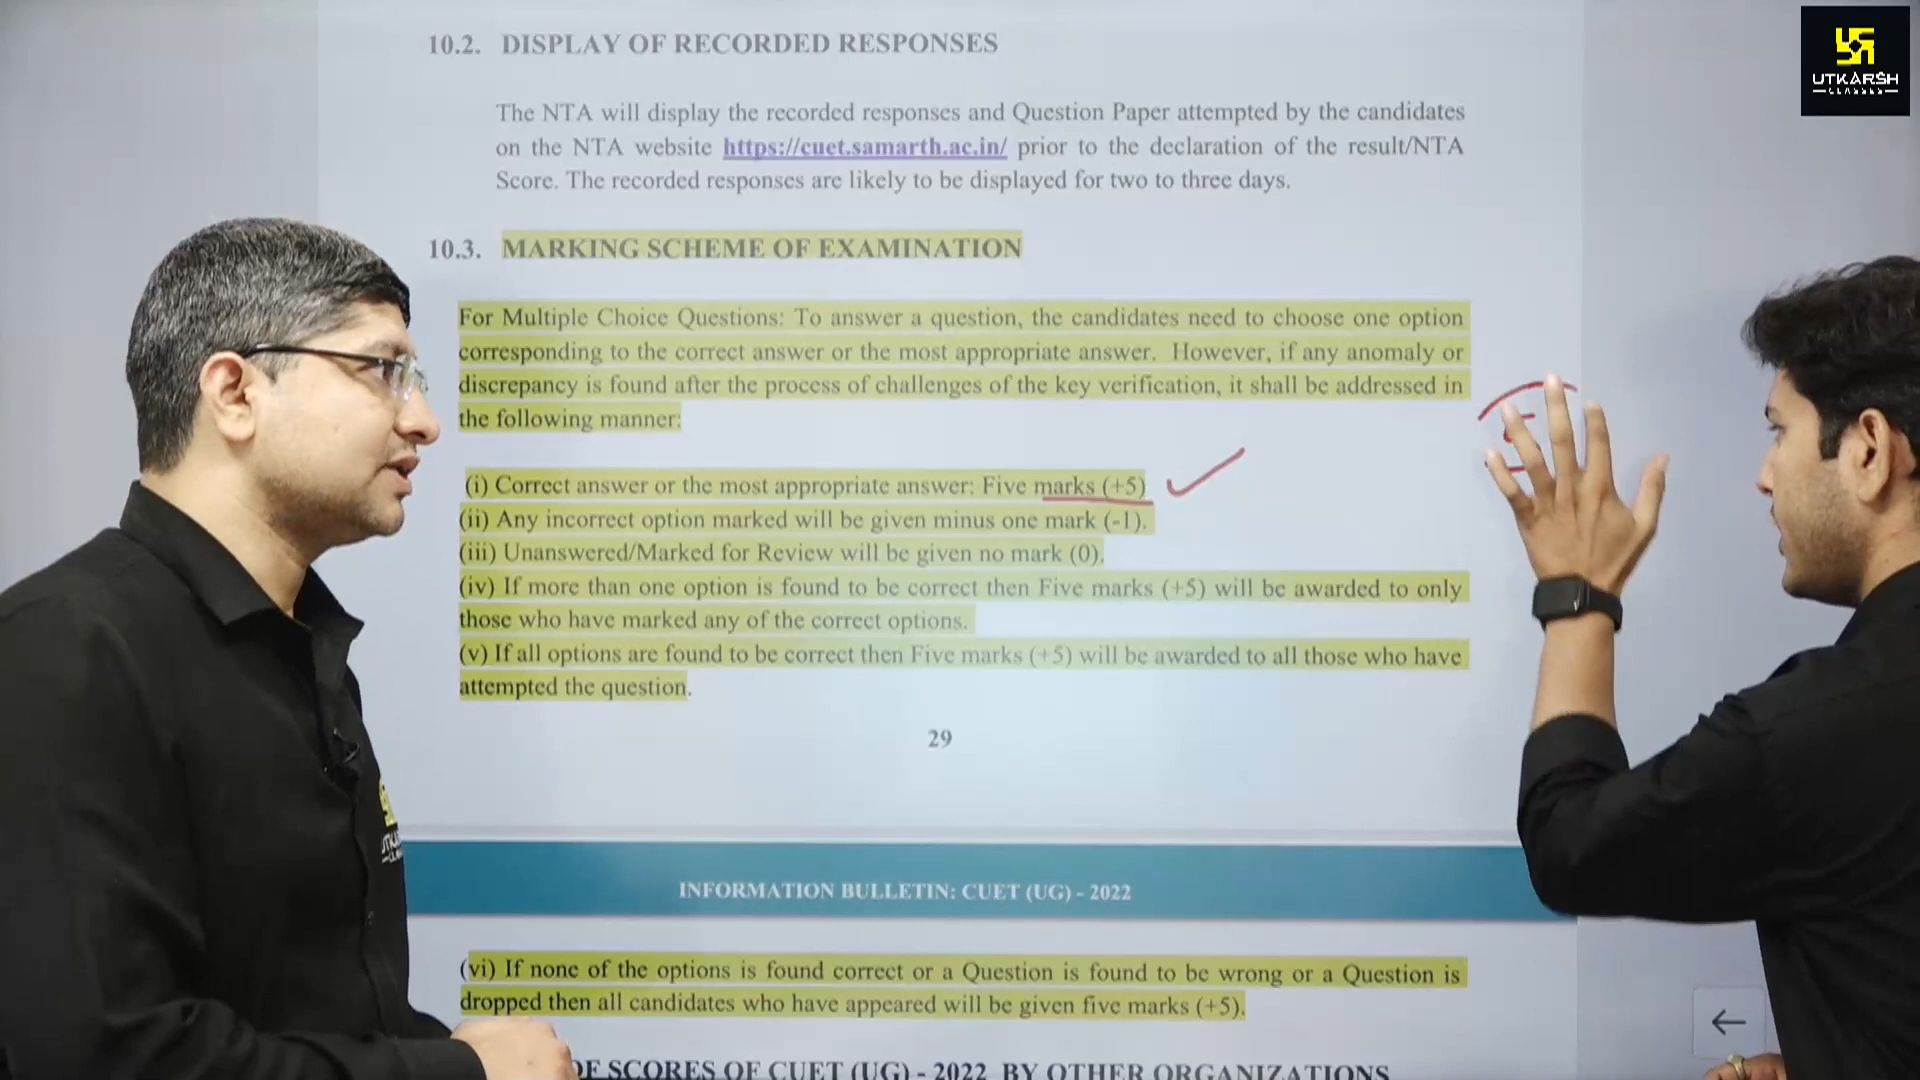 10.2. DISPLAY OF RECORDED RESPONSES
UTKARSH
CLASSES
The NTA will display the recorded responses and Question Paper attempted by the candidates
on the NTA website https://cuet.samarth.ac.in/ prior to the declaration of the result/NTA
Score. The recorded responses are likely to be displayed for two to three days.
10.3. MARKING SCHEME OF EXAMINATION
For Multiple Choice Questions: To answer a question, the candidates need to choose one option
corresponding to the correct answer or the most appropriate answer. However, if any anomaly or
discrepancy is found after the process of challenges of the key verification, it shall be addressed in
the following manner:
(i) Correct answer or the most appropriate answer: Five marks (+5)
(ii) Any incorrect option marked will be given minus one mark (-1).
(iii) Unanswered/Marked for Review will be given no mark (0).
(iv) If more than one option is found to be correct then Five marks (+5) will be awarded to only
those who have marked any of the correct options.
(v) If all options are found to be correct then Five marks (+5) will be awarded to all those who have
attempted the question.
29
INFORMATION BULLETIN: CUET (UG) - 2022
(vi) If none of the options is found correct or a Question is found to be wrong or a Question is
dropped then all candidates who have appeared will be given five marks (+5).
OF SCORES OF CUET (UG) - 2022 BY OTHER ORGANIZATIONS